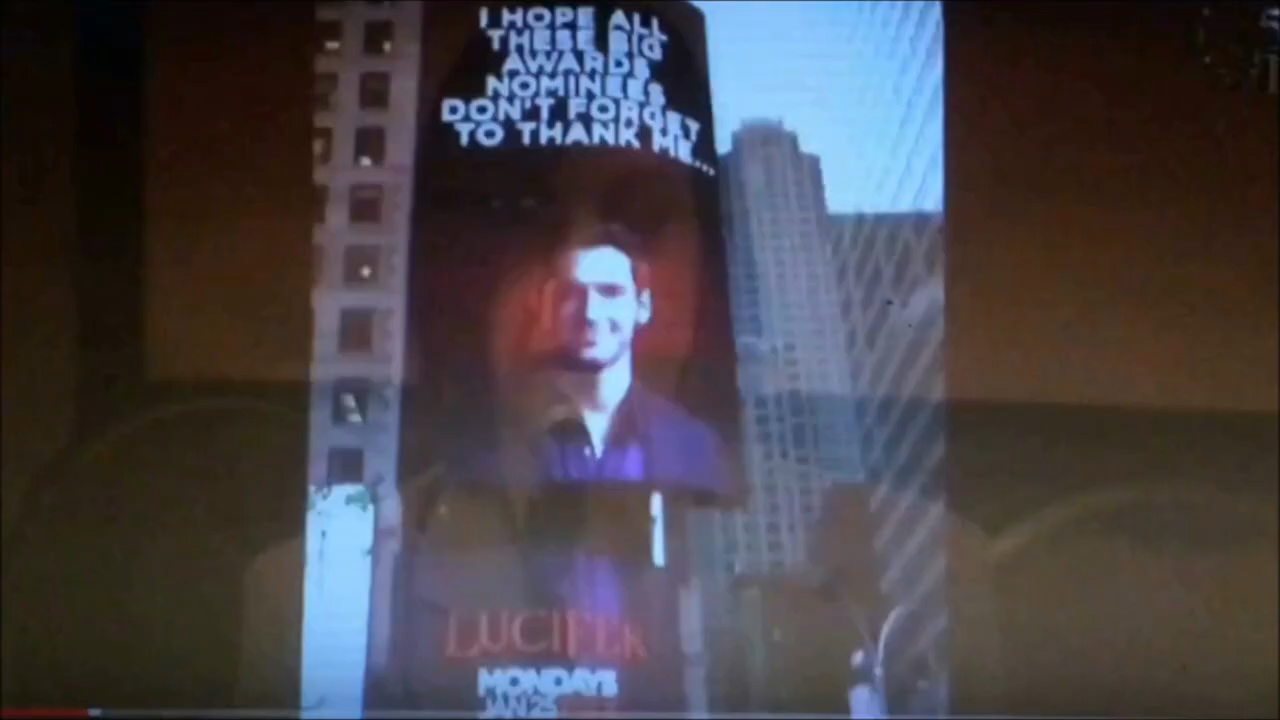 I HOPE ALL
THESE BIG
AWARDS
NOMINEES
DON'T FORGET
TO THANK ME...
LUCIFER
MONDAYS
JAN 25